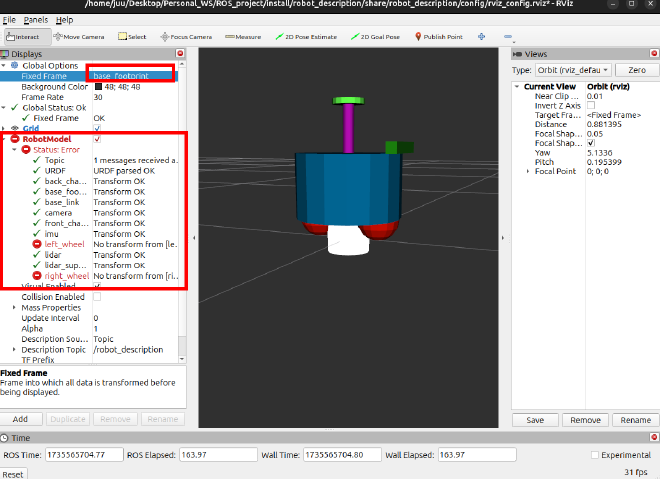 /home/juu/Desktop/Personal_WS/ROS_project/install/robot_description/share/robot_description/config/rviz_config.rviz* - RViz
File Panels Help
Interact Move Camera Select Focus Camera Measure 2D Pose Estimate 2D Goal Pose Publish Point
Displays
Global Options
Fixed Frame base_footprint
Background Color 48; 48; 48
Frame Rate 30
Global Status: Ok
Fixed Frame OK
Grid
RobotModel
Status: Error
Topic 1 messages received a...
URDF URDF parsed OK
back_cha... Transform OK
base_foo... Transform OK
base_link Transform OK
camera Transform OK
front_cha... Transform OK
imu Transform OK
left_wheel No transform from [le...
lidar Transform OK
lidar_sup... Transform OK
right_wheel No transform from [ri...
Visual Enabled
Collision Enabled
Mass Properties
Update Interval 0
Alpha 1
Description Sou... Topic
Description Topic /robot_description
TF Prefix
Fixed Frame
Frame into which all data is transformed before
being displayed.
Add Duplicate Remove Rename
Views
Type: Orbit (rviz_defau Zero
Current View Orbit (rviz)
Near Clip ... 0.01
Invert Z Axis
Target Fra... <Fixed Frame>
Distance 0.881395
Focal Shap... 0.05
Focal Shap...
Yaw 5.1336
Pitch 0.195399
Focal Point 0; 0; 0
Save Remove Rename
Time
ROS Time: 1735565704.77 ROS Elapsed: 163.97 Wall Time: 1735565704.80 Wall Elapsed: 163.97 Experimental
Reset 31 fps